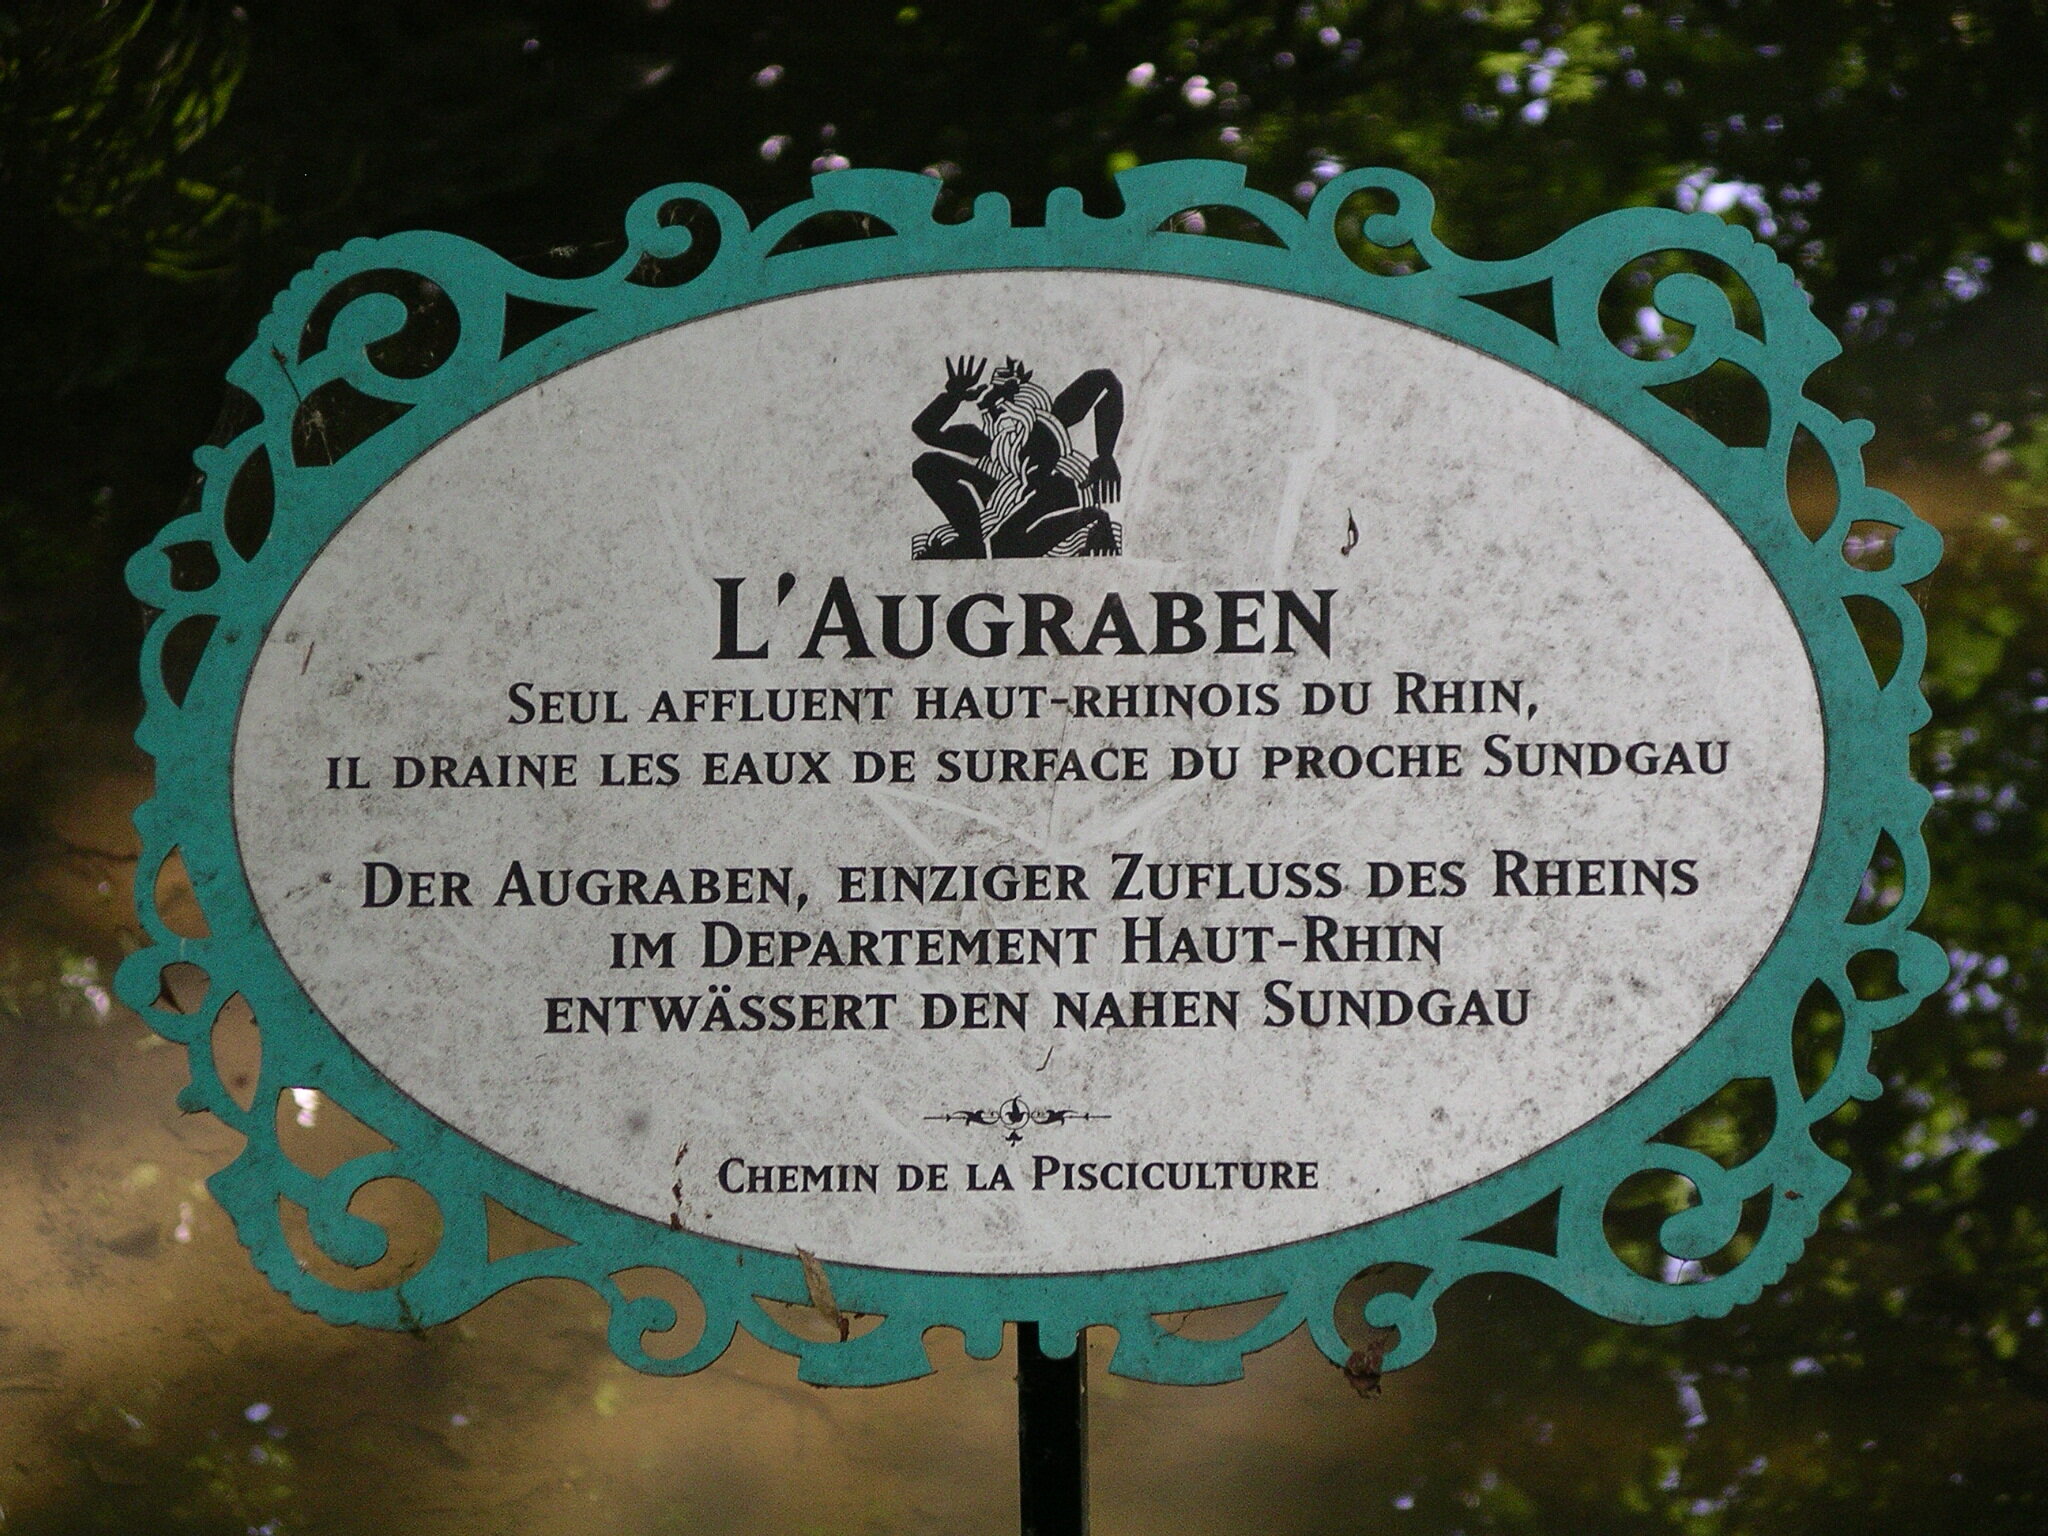 L'Augraben
Seul affluent haut-rhinois du Rhin,
il draine les eaux de surface du proche Sundgau
Der Augraben, einziger Zufluss des Rheins
im Departement Haut-Rhin
entwässert den nahen Sundgau
Chemin de la Pisciculture